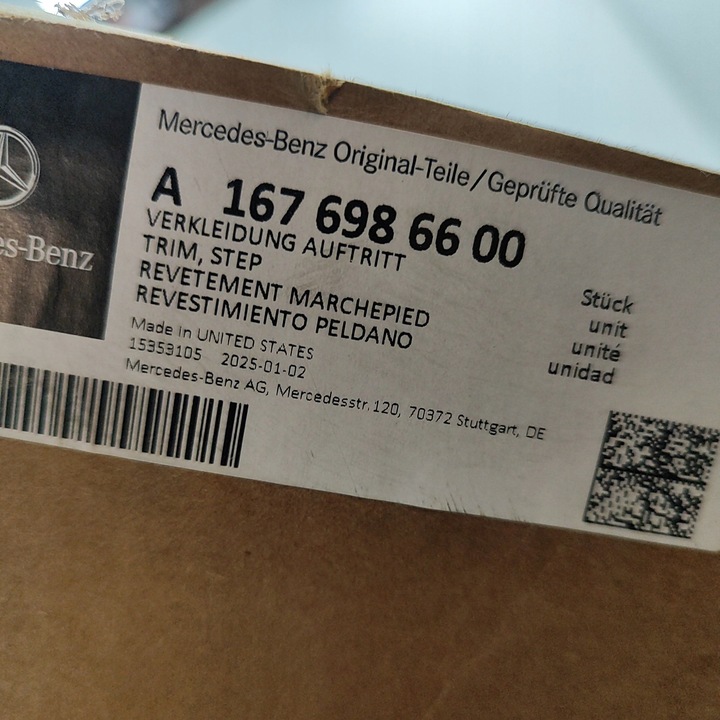 Mercedes-Benz Original-Teile/Geprüfte Qualität
A 167 698 66 00
VERKLEIDUNG AUFTRITT
TRIM, STEP
REVETEMENT MARCHEPIED
REVESTIMIENTO PELDANO
Stück
unit
unité
unidad
Made in UNITED STATES
15353105 2025-01-02
Mercedes-Benz AG, Mercedesstr. 120, 70372 Stuttgart, DE
es-Benz